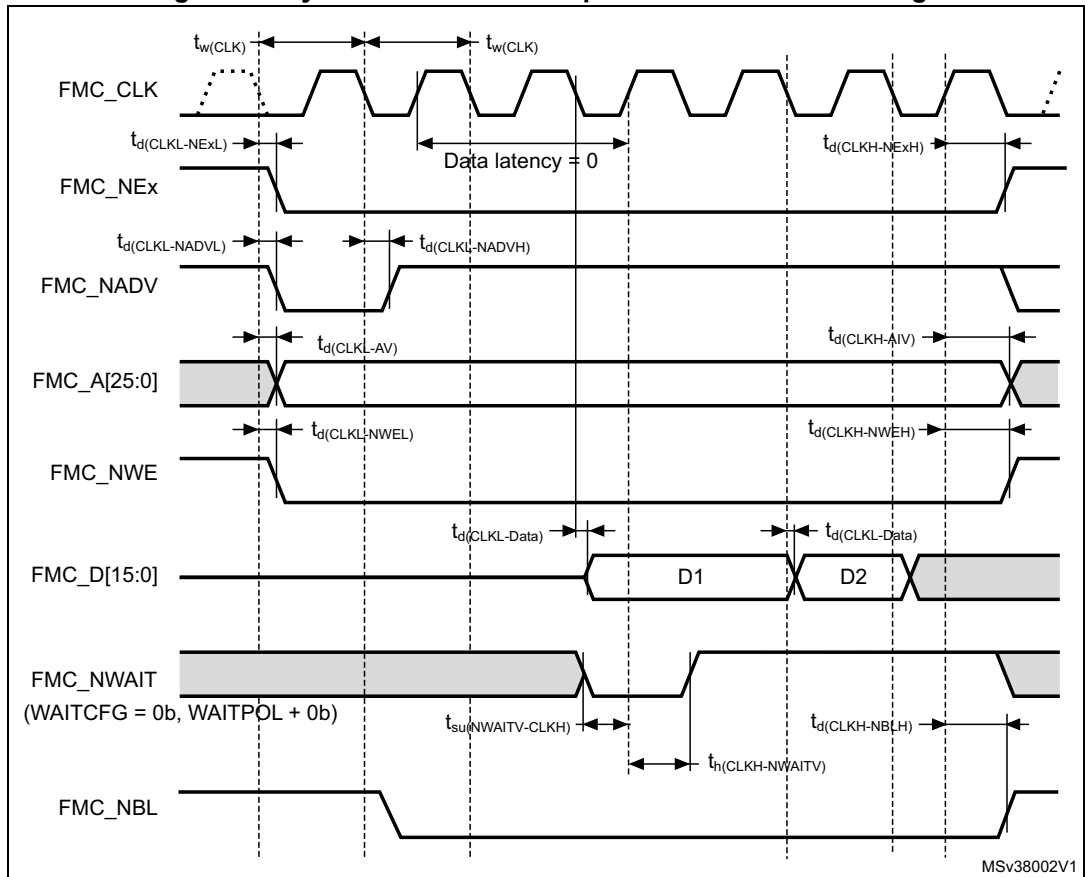 tw(CLK) tw(CLK)
FMC_CLK
td(CLKL-NExL) Data latency = 0 td(CLKH-NExH)
FMC_NEx
td(CLKL-NADVL) td(CLKL-NADVH)
FMC_NADV
td(CLKL-AV) td(CLKH-AIV)
FMC_A[25:0]
td(CLKL-NWEL) td(CLKH-NWEH)
FMC_NWE
td(CLKL-Data) td(CLKL-Data)
FMC_D[15:0] D1 D2
FMC_NWAIT
(WAITCFG = 0b, WAITPOL + 0b)
tsu(NWAITV-CLKH) td(CLKH-NBLH)
th(CLKH-NWAITV)
FMC_NBL
MSv38002V1